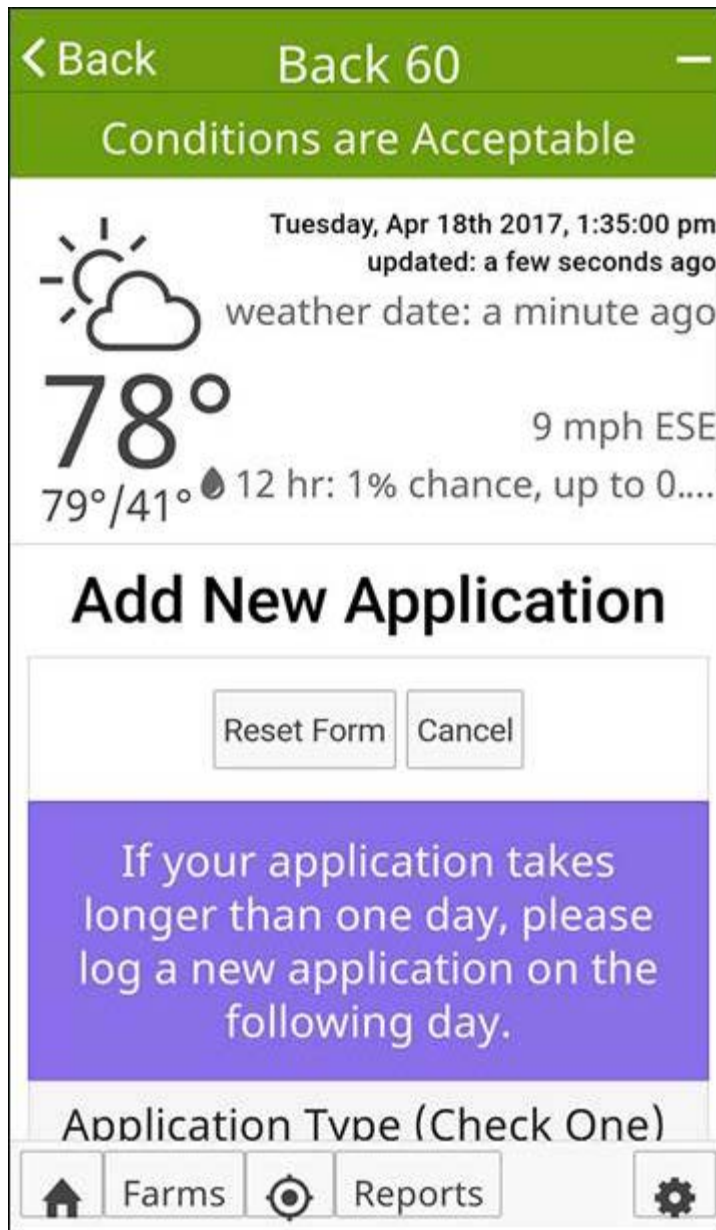 Back
Back 60
Conditions are Acceptable
Tuesday, Apr 18th 2017, 1:35:00 pm
updated: a few seconds ago
weather date: a minute ago
78°
9 mph ESE
79°/41°
12 hr: 1% chance, up to 0....
Add New Application
Reset Form
Cancel
If your application takes
longer than one day, please
log a new application on the
following day.
Application Type (Check One)
Farms
Reports